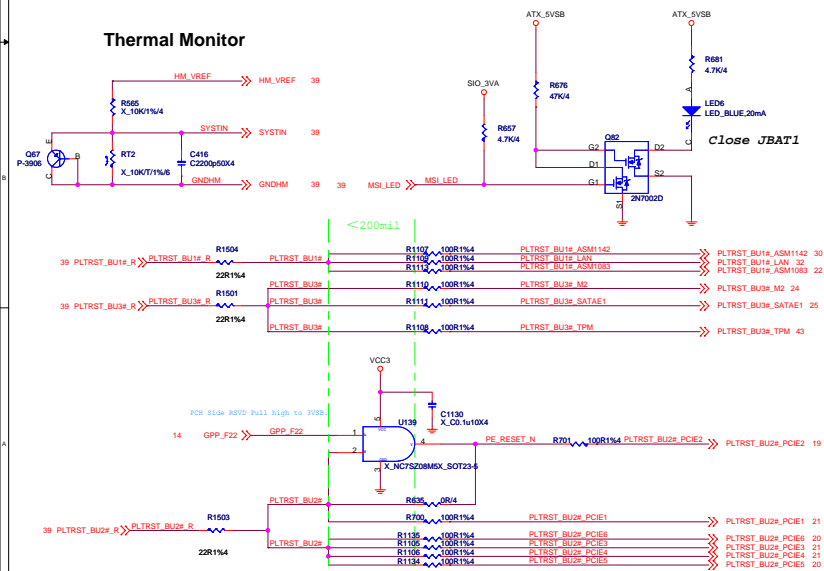 Thermal Monitor
ATX_5VSB
ATX_5VSB
HM_VREF
HM_VREF 39
R565
X_10K/1%/4
SYSTIN
SYSTIN 39
Q67
P-3906
E
B
C
RT2
X_10K/T/1%/6
C416
C2200p50X4
GNDHM
GNDHM 39
SIO_3VA
R657
4.7K/4
R676
47K/4
R681
4.7K/4
A
LED6
LED_BLUE,20mA
C
Close JBAT1
Q82
G2
D2
D1
S2
G1
S1
2N7002D
39 MSI_LED
MSI_LED
<200mil
39 PLTRST_BU1#_R
PLTRST_BU1#_R
R1504
22R1%4
PLTRST_BU1#
R1107 100R1%4 PLTRST_BU1#_ASM1142
PLTRST_BU1#_ASM1142 30
R1109 100R1%4 PLTRST_BU1#_LAN
PLTRST_BU1#_LAN 32
R1113 100R1%4 PLTRST_BU1#_ASM1083
PLTRST_BU1#_ASM1083 22
39 PLTRST_BU3#_R
PLTRST_BU3#_R
R1501
22R1%4
PLTRST_BU3#
R1110 100R1%4 PLTRST_BU3#_M2
PLTRST_BU3#_M2 24
PLTRST_BU3#
R1111 100R1%4 PLTRST_BU3#_SATAE1
PLTRST_BU3#_SATAE1 25
PLTRST_BU3#
R1108 100R1%4 PLTRST_BU3#_TPM
PLTRST_BU3#_TPM 43
VCC3
C1130
X_C0.1u10X4
PCH Side RSVD Pull high to 3VSB.
14 GPP_F22
GPP_F22
U139
5
VCC
1
2
4
3
X_NC7SZ08M5X_SOT23-5
PE_RESET_N
R701 100R1%4
PLTRST_BU2#_PCIE2
PLTRST_BU2#_PCIE2 19
PLTRST_BU2#
R635 0R/4
39 PLTRST_BU2#_R
PLTRST_BU2#_R
R1503
22R1%4
PLTRST_BU2#
R700 100R1%4 PLTRST_BU2#_PCIE1
PLTRST_BU2#_PCIE1 21
R1135 100R1%4 PLTRST_BU2#_PCIE6
PLTRST_BU2#_PCIE6 20
R1105 100R1%4 PLTRST_BU2#_PCIE3
PLTRST_BU2#_PCIE3 21
R1106 100R1%4 PLTRST_BU2#_PCIE4
PLTRST_BU2#_PCIE4 21
R1134 100R1%4 PLTRST_BU2#_PCIE5
PLTRST_BU2#_PCIE5 20
B
A